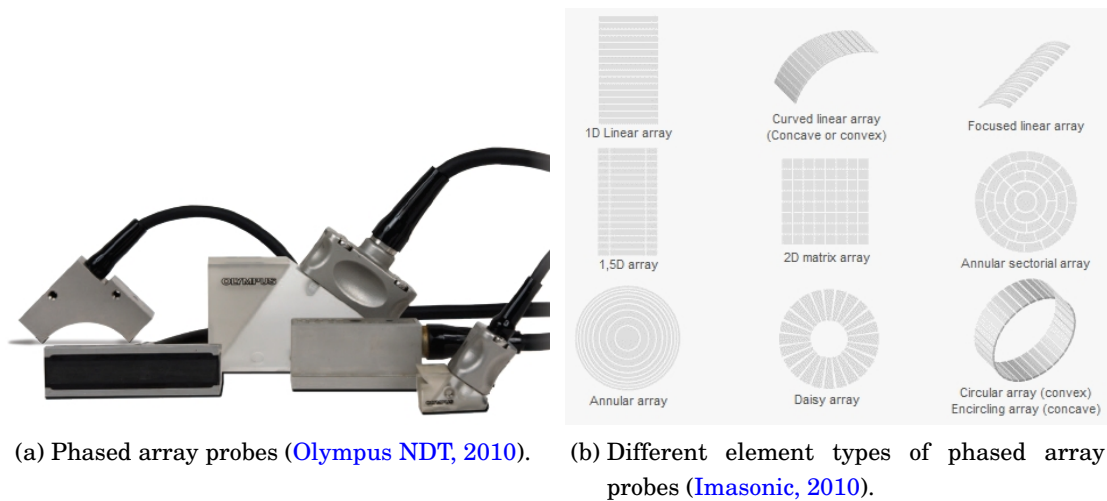 OLYMPUS
OLYMPUS
1D Linear array
Curved linear array
(Concave or convex)
Focused linear array
1,5D array
2D matrix array
Annular sectorial array
Annular array
Daisy array
Circular array (convex)
Encircling array (concave)
(a) Phased array probes (Olympus NDT, 2010).
(b) Different element types of phased array
probes (Imasonic, 2010).